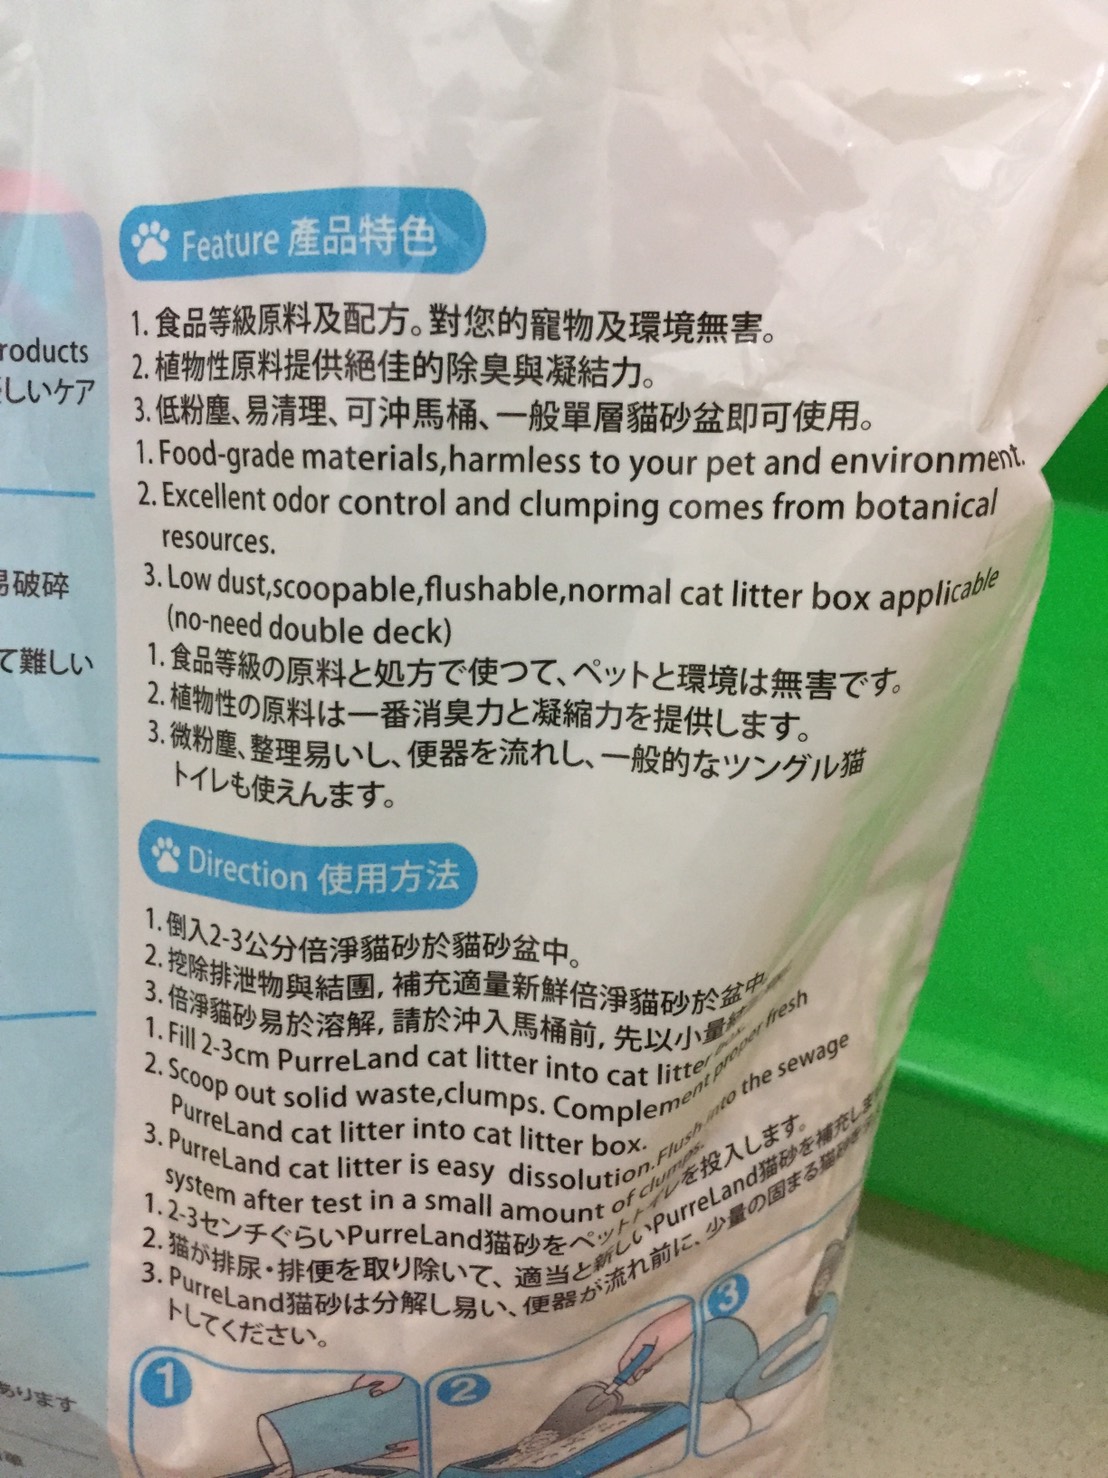 Feature 產品特色
1. 食品等級原料及配方。對您的寵物及環境無害。
2. 植物性原料提供絕佳的除臭與凝結力。
3. 低粉塵、易清理、可沖馬桶、一般單層貓砂盆即可使用。
1. Food-grade materials,harmless to your pet and environment.
2. Excellent odor control and clumping comes from botanical
resources.
3. Low dust,scoopable,flushable,normal cat litter box applicable
(no-need double deck)
1. 食品等級の原料と処方で使つて、ペットと環境は無害です。
2. 植物性の原料は一番消臭力と凝縮力を提供します。
3. 微粉塵、整理易いし、便器を流れし、一般的なツングル猫
トイレも使えんます。
Direction 使用方法
1. 倒入2-3公分倍淨貓砂於貓砂盆中。
2. 挖除排泄物與結團, 補充適量新鮮倍淨貓砂於盆中
3. 倍淨貓砂易於溶解, 請於沖入馬桶前, 先以小量
1. Fill 2-3cm PurreLand cat litter into cat litter box.
2. Scoop out solid waste,clumps. Complement proper fresh
PurreLand cat litter into cat litter box.
3. PurreLand cat litter is easy dissolution.Flush into the sewage
system after test in a small amount of clumps.
1. 2-3センチぐらいPurreLand猫砂をペットトイレを投入します。
2. 猫が排尿・排便を取り除いて、適当と新しいPurreLand猫砂を補充し
3. PurreLand猫砂は分解し易い、便器が流れ前に、少量の固まる猫砂
トしてください。
1
2
3
roducts
しいケア
易破碎
て難しい
あります